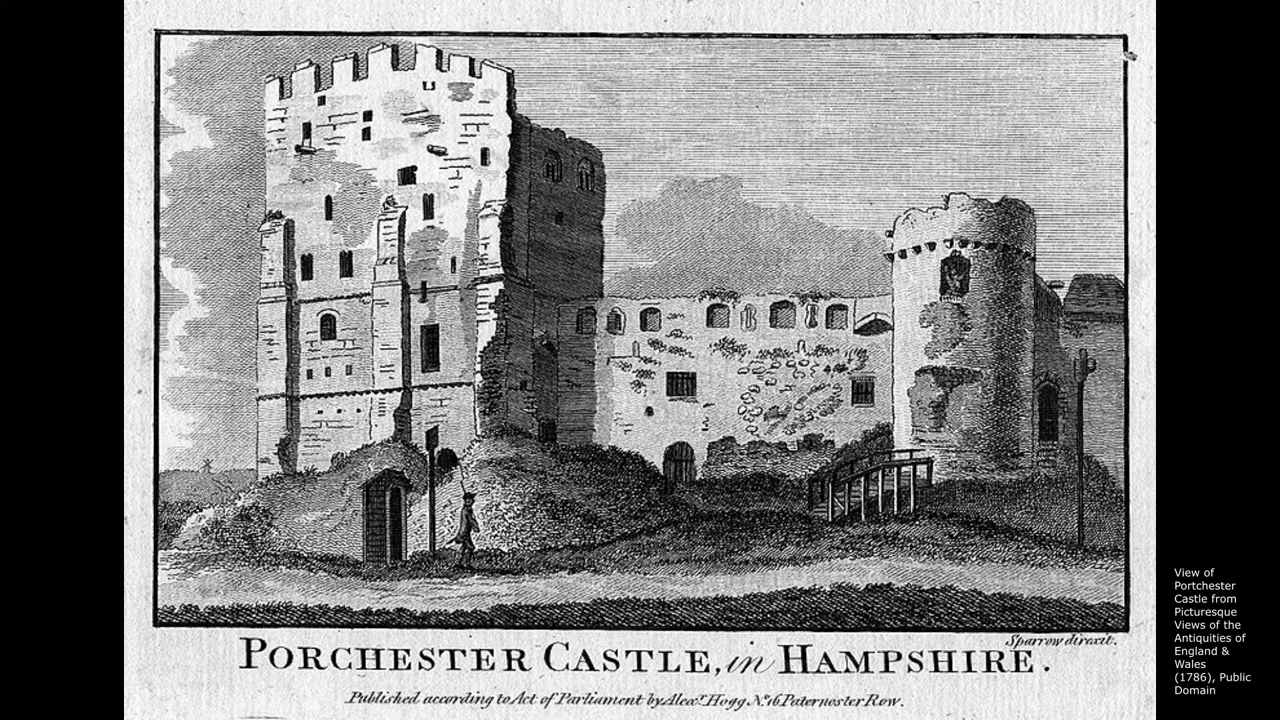 Sparrow direxit.
PORCHESTER CASTLE, in HAMPSHIRE.
Published according to Act of Parliament by Alexr. Hogg No. 16 Paternoster Row.
View of
Portchester
Castle from
Picturesque
Views of the
Antiquities of
England &
Wales
(1786), Public
Domain